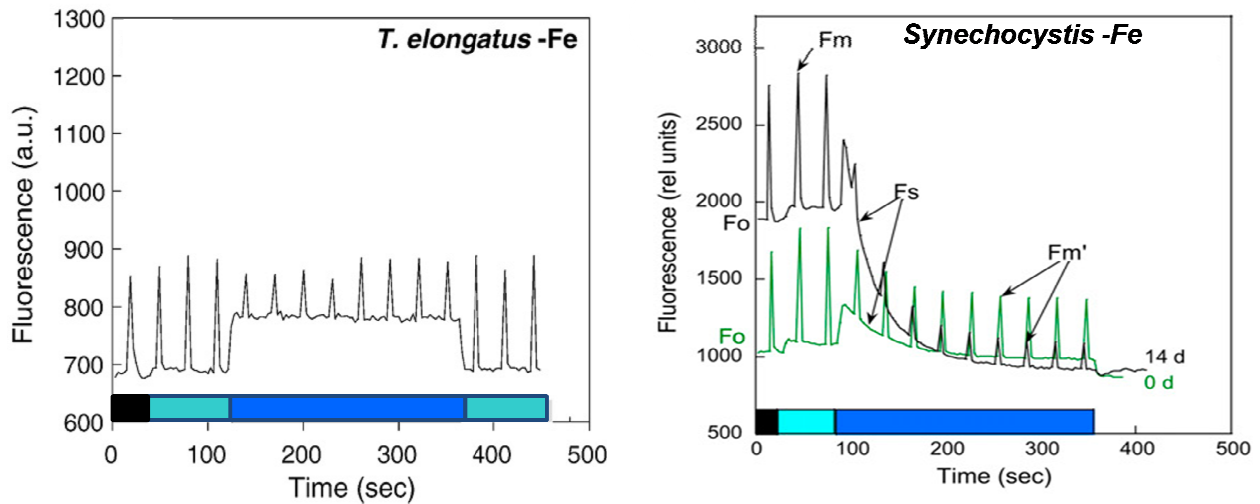 T. elongatus -Fe
1300
1200
1100
1000
900
800
700
600
Fluorescence (a.u.)
0 100 200 300 400 500
Time (sec)
Synechocystis -Fe
3000
2500
2000
1500
1000
500
Fluorescence (rel units)
Fm
Fs
Fo
Fm'
Fo
14 d
0 d
0 100 200 300 400 500
Time (sec)